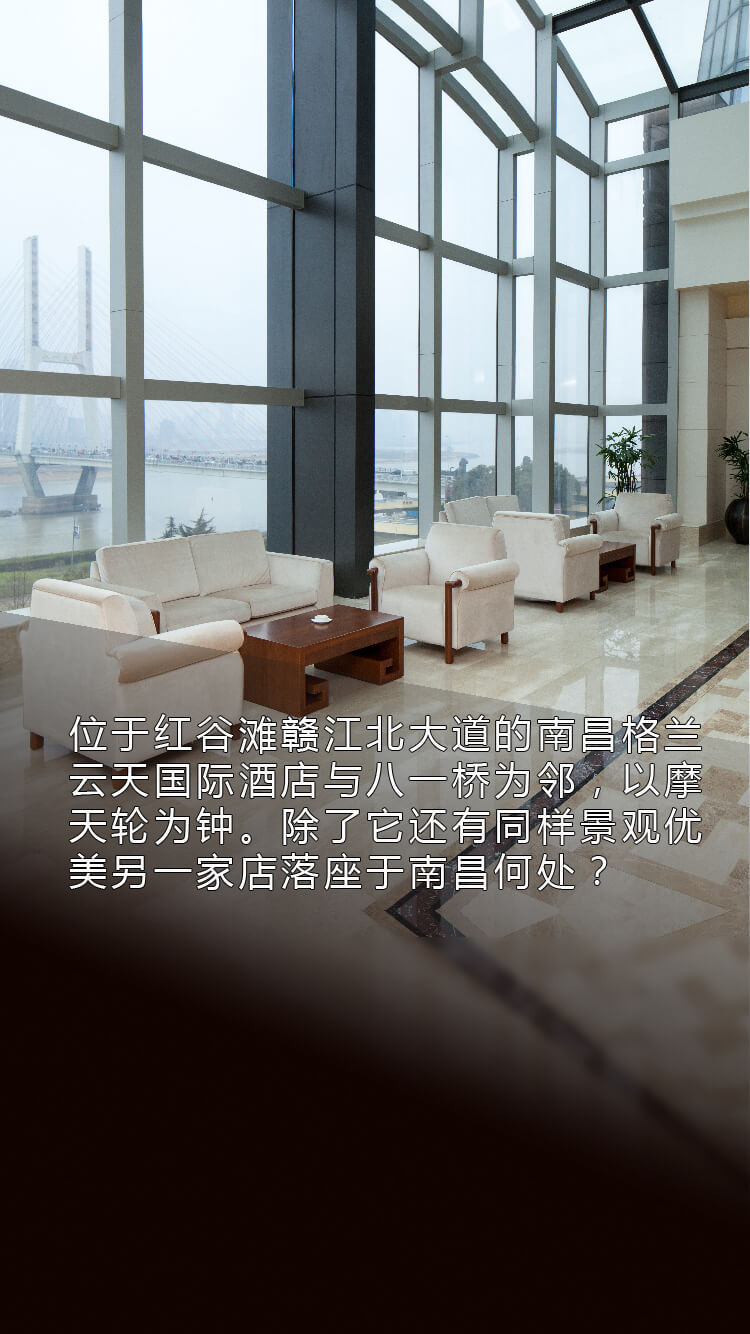 位于红谷滩赣江北大道的南昌格兰
云天国际酒店与八一桥为邻，以摩
天轮为钟。除了它还有同样景观优
美另一家店落座于南昌何处？